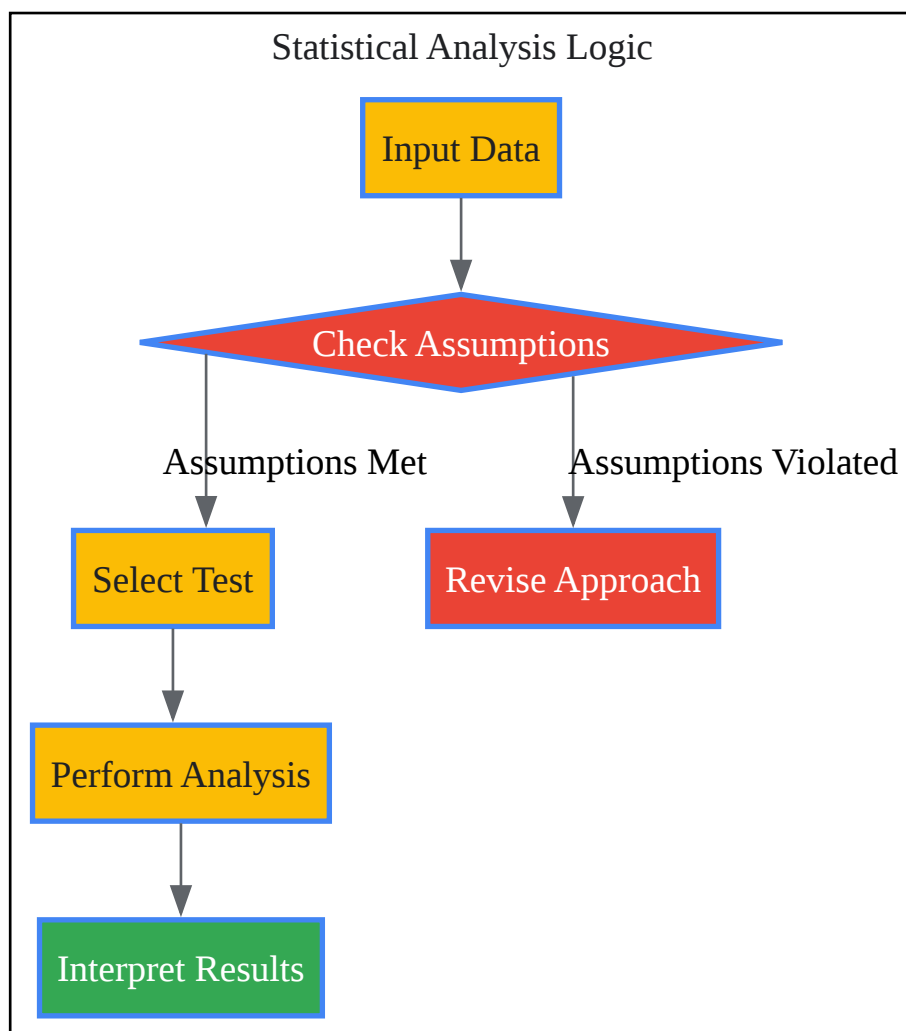 Statistical Analysis Logic
Input Data
Check Assumptions
Assumptions Met
Assumptions Violated
Select Test
Revise Approach
Perform Analysis
Interpret Results